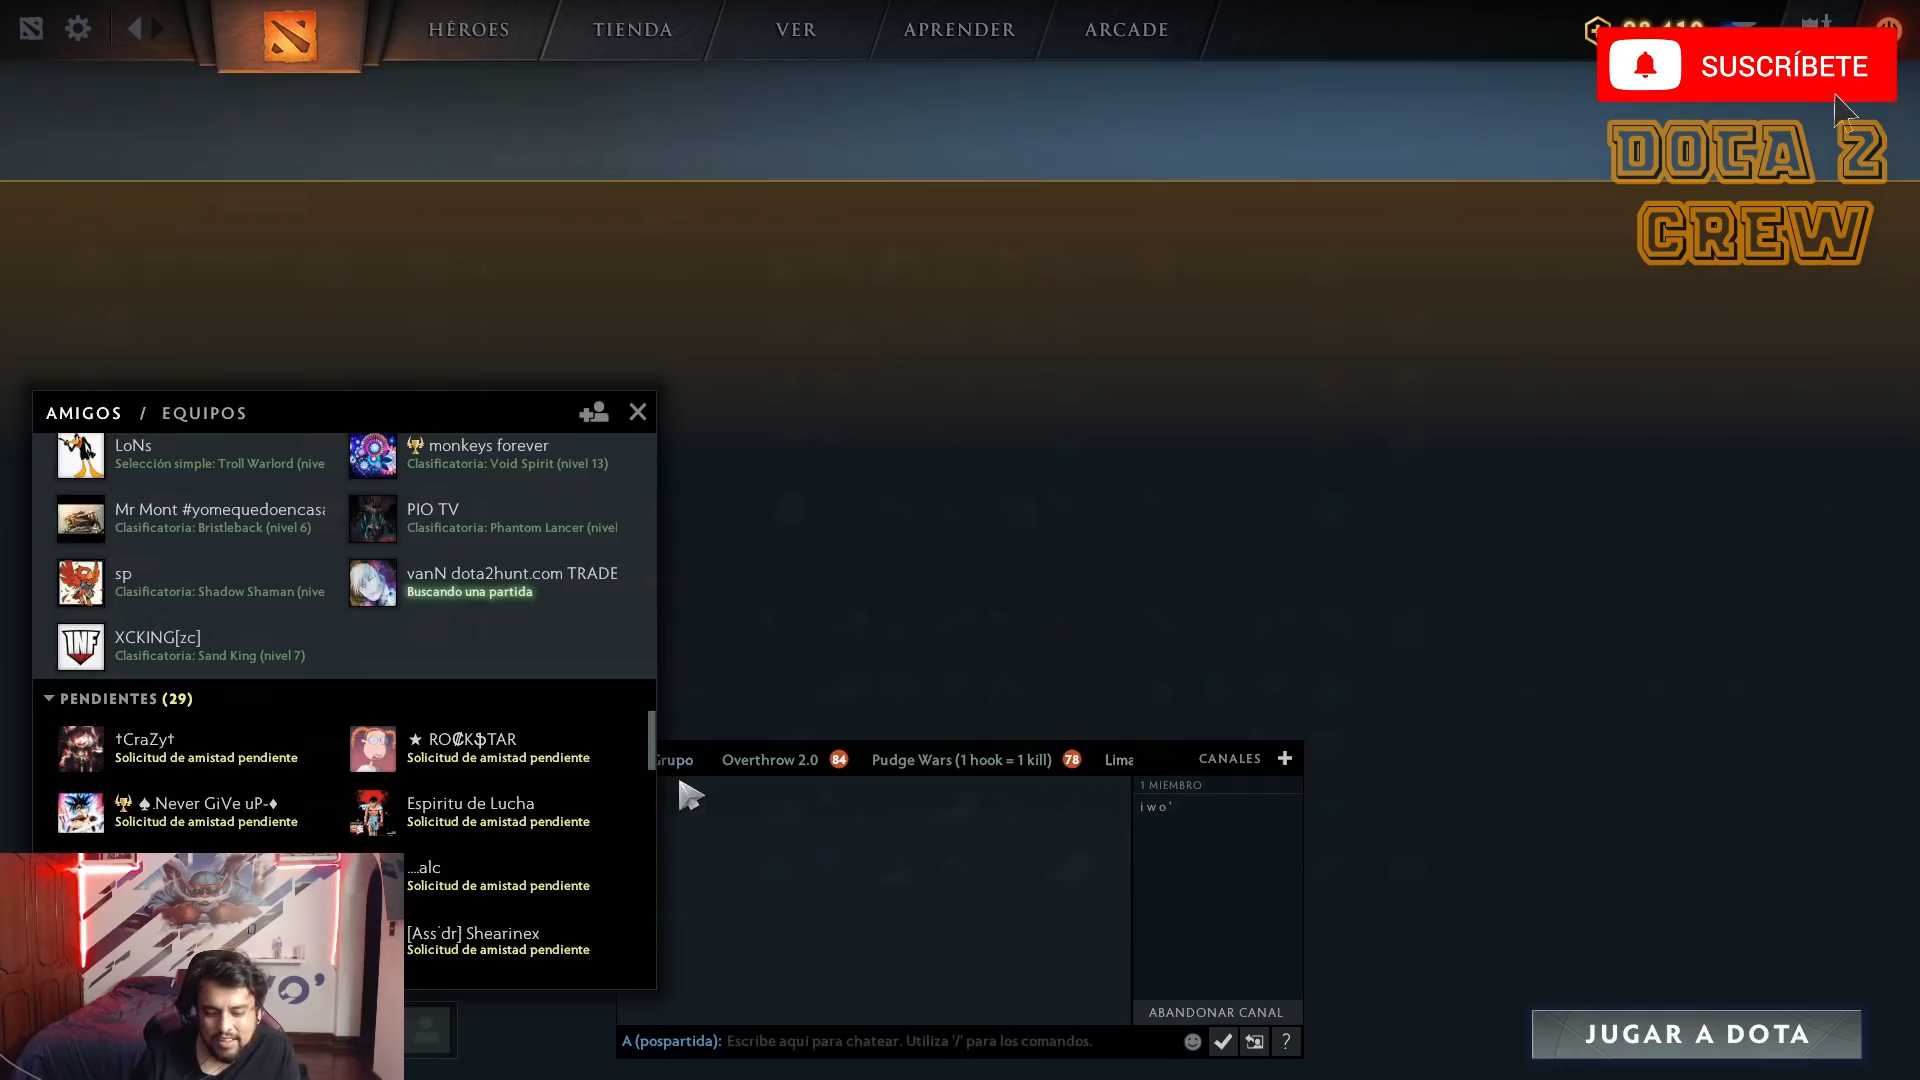 HÉROES
TIENDA
VER
APRENDER
ARCADE
SUSCRÍBETE
DOTA 2
CREW
AMIGOS / EQUIPOS
LoNs
Selección simple: Troll Warlord (nive
monkeys forever
Clasificatoria: Void Spirit (nivel 13)
Mr Mont #yomequedoencasa
Clasificatoria: Bristleback (nivel 6)
PIO TV
Clasificatoria: Phantom Lancer (nivel
sp
Clasificatoria: Shadow Shaman (nive
vanN dota2hunt.com TRADE
Buscando una partida
INF
XCKING[zc]
Clasificatoria: Sand King (nivel 7)
PENDIENTES (29)
†CraZy†
Solicitud de amistad pendiente
★ RO₡K$TAR
Solicitud de amistad pendiente
♠.Never GiVe uP-♦
Solicitud de amistad pendiente
Espiritu de Lucha
Solicitud de amistad pendiente
....alc
Solicitud de amistad pendiente
[Ass´dr] Shearinex
Solicitud de amistad pendiente
Grupo
Overthrow 2.0 84
Pudge Wars (1 hook = 1 kill) 78
Lima
CANALES +
1 MIEMBRO
i w o '
ABANDONAR CANAL
A (pospartida): Escribe aquí para chatear. Utiliza '/' para los comandos.
?
JUGAR A DOTA